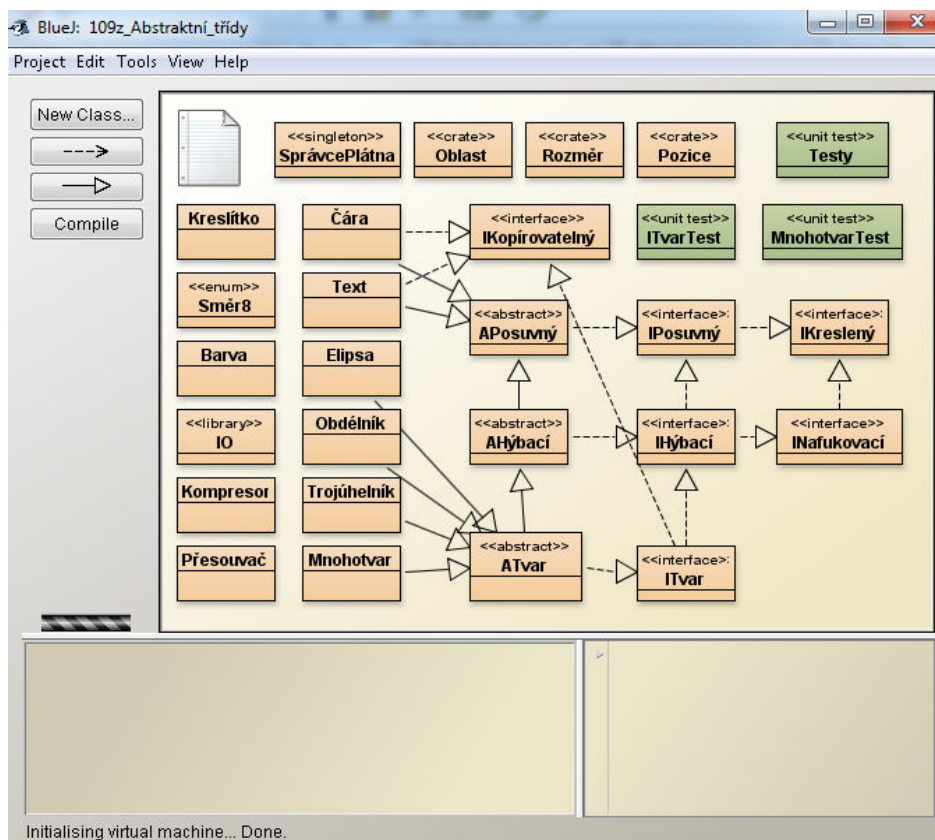 BlueJ: 109z_Abstraktní_třídy
Project Edit Tools View Help
New Class...
Compile
<<singleton>>
SprávcePlátna
<<crate>>
Oblast
<<crate>>
Rozměr
<<crate>>
Pozice
<<unit test>>
Testy
Kreslítko
Čára
<<interface>>
IKopírovatelný
<<unit test>>
ITvarTest
<<unit test>>
MnohotvarTest
<<enum>>
Směr8
Text
<<abstract>>
APosuvný
<<interface>:
IPosuvný
<<interface>:
IKreslený
Barva
Elipsa
<<library>>
IO
Obdélník
<<abstract>>
AHýbací
<<interface>:
IHýbací
<<interface>>
INafukovací
Kompresor
Trojúhelník
Přesouvač
Mnohotvar
<<abstract>>
ATvar
<<interface>:
ITvar
Initialising virtual machine... Done.